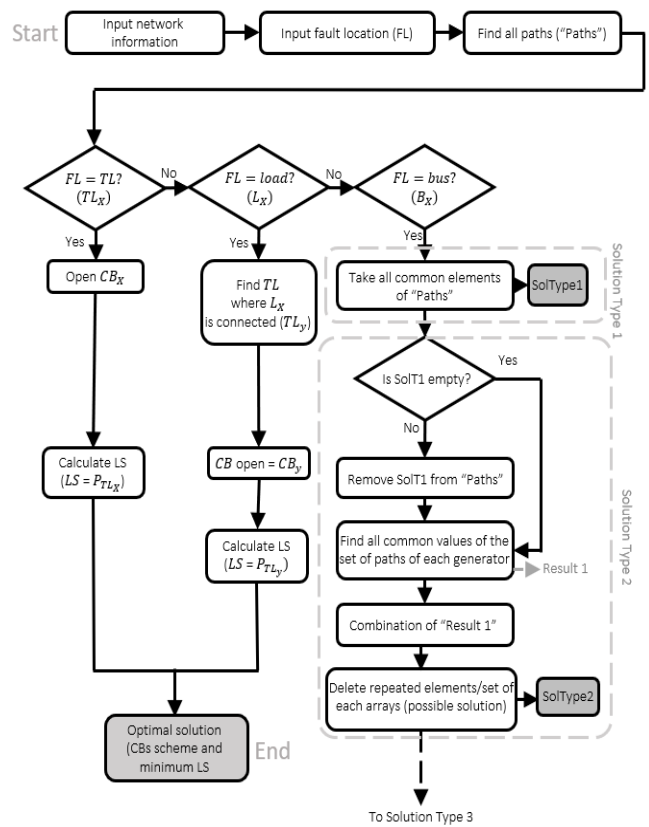 Start
Input network
information
Input fault location (FL)
Find all paths (“Paths”)
FL = TL?
(TL_X)
No
FL = load?
(L_X)
No
FL = bus?
(B_X)
Yes
Yes
Yes
Open CB_X
Find TL
where L_X
is connected (TL_y)
Take all common elements
of “Paths”
SolType1
Solution Type 1
Is SolT1 empty?
Yes
No
Calculate LS
(LS = P_{TL_X})
CB open = CB_y
Remove SolT1 from “Paths”
Calculate LS
(LS = P_{TL_y})
Find all common values of the
set of paths of each generator
Result 1
Solution Type 2
Combination of “Result 1”
Delete repeated elements/set of
each arrays (possible solution)
SolType2
Optimal solution
(CBs scheme and
minimum LS
End
To Solution Type 3